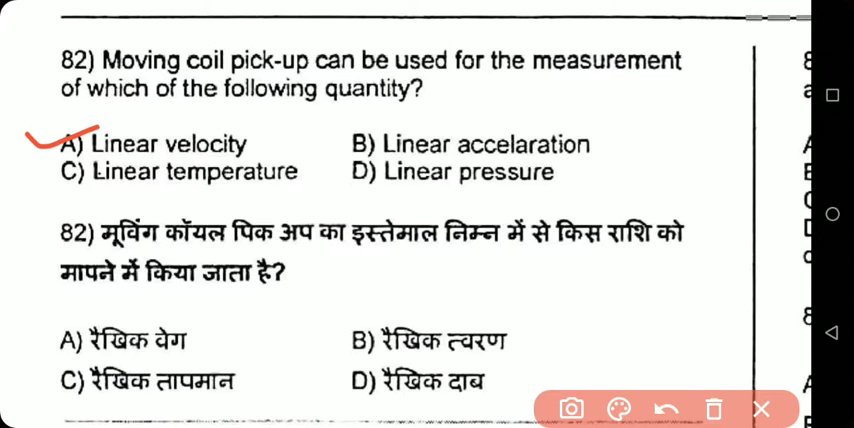 82) Moving coil pick-up can be used for the measurement
of which of the following quantity?
A) Linear velocity B) Linear accelaration
C) Linear temperature D) Linear pressure
82) मूविंग कॉयल पिक अप का इस्तेमाल निम्न में से किस राशि को
मापने में किया जाता है?
A) रैखिक वेग B) रैखिक त्वरण
C) रैखिक तापमान D) रैखिक दाब